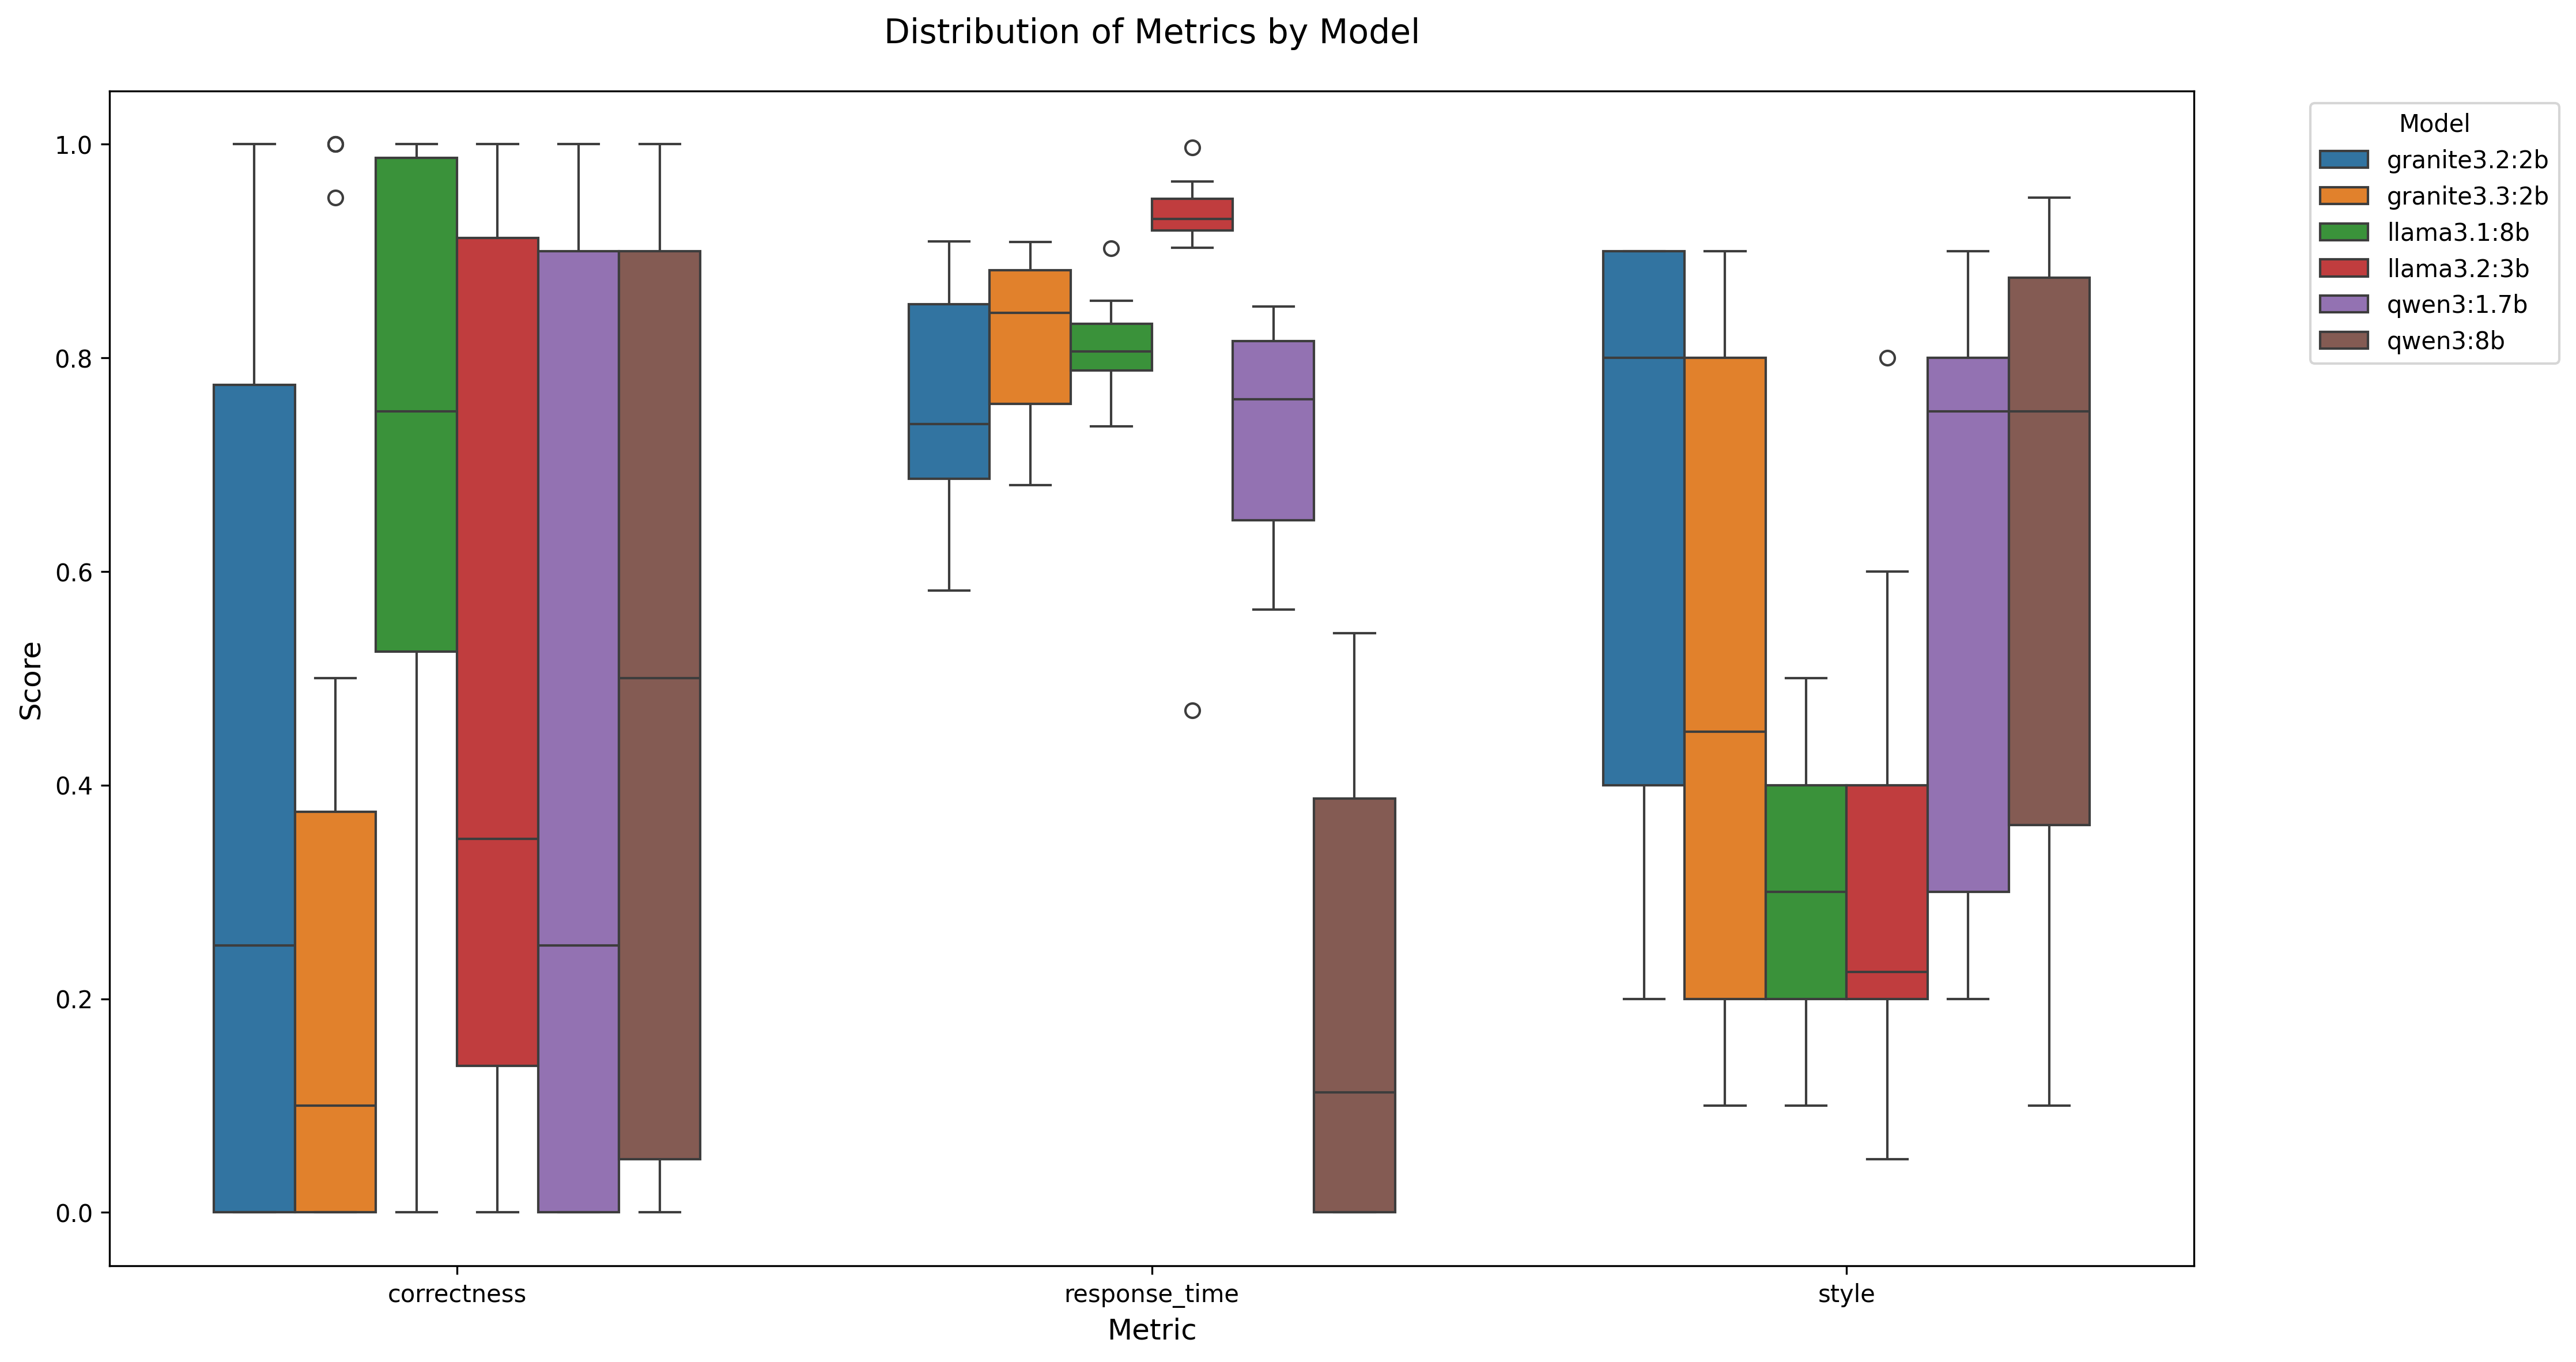 Distribution of Metrics by Model
Model
granite3.2:2b
granite3.3:2b
llama3.1:8b
llama3.2:3b
qwen3:1.7b
qwen3:8b
Score
1.0
0.8
0.6
0.4
0.2
0.0
correctness
response_time
style
Metric